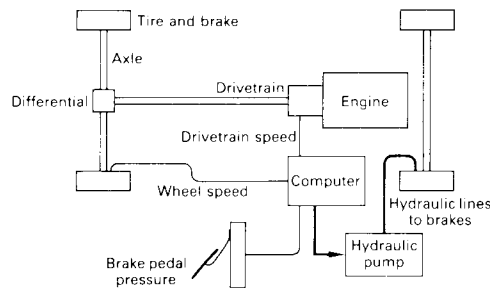 Tire and brake
Axle
Drivetrain
Differential
Engine
Drivetrain speed
Computer
Wheel speed
Hydraulic lines
to brakes
Hydraulic
pump
Brake pedal
pressure